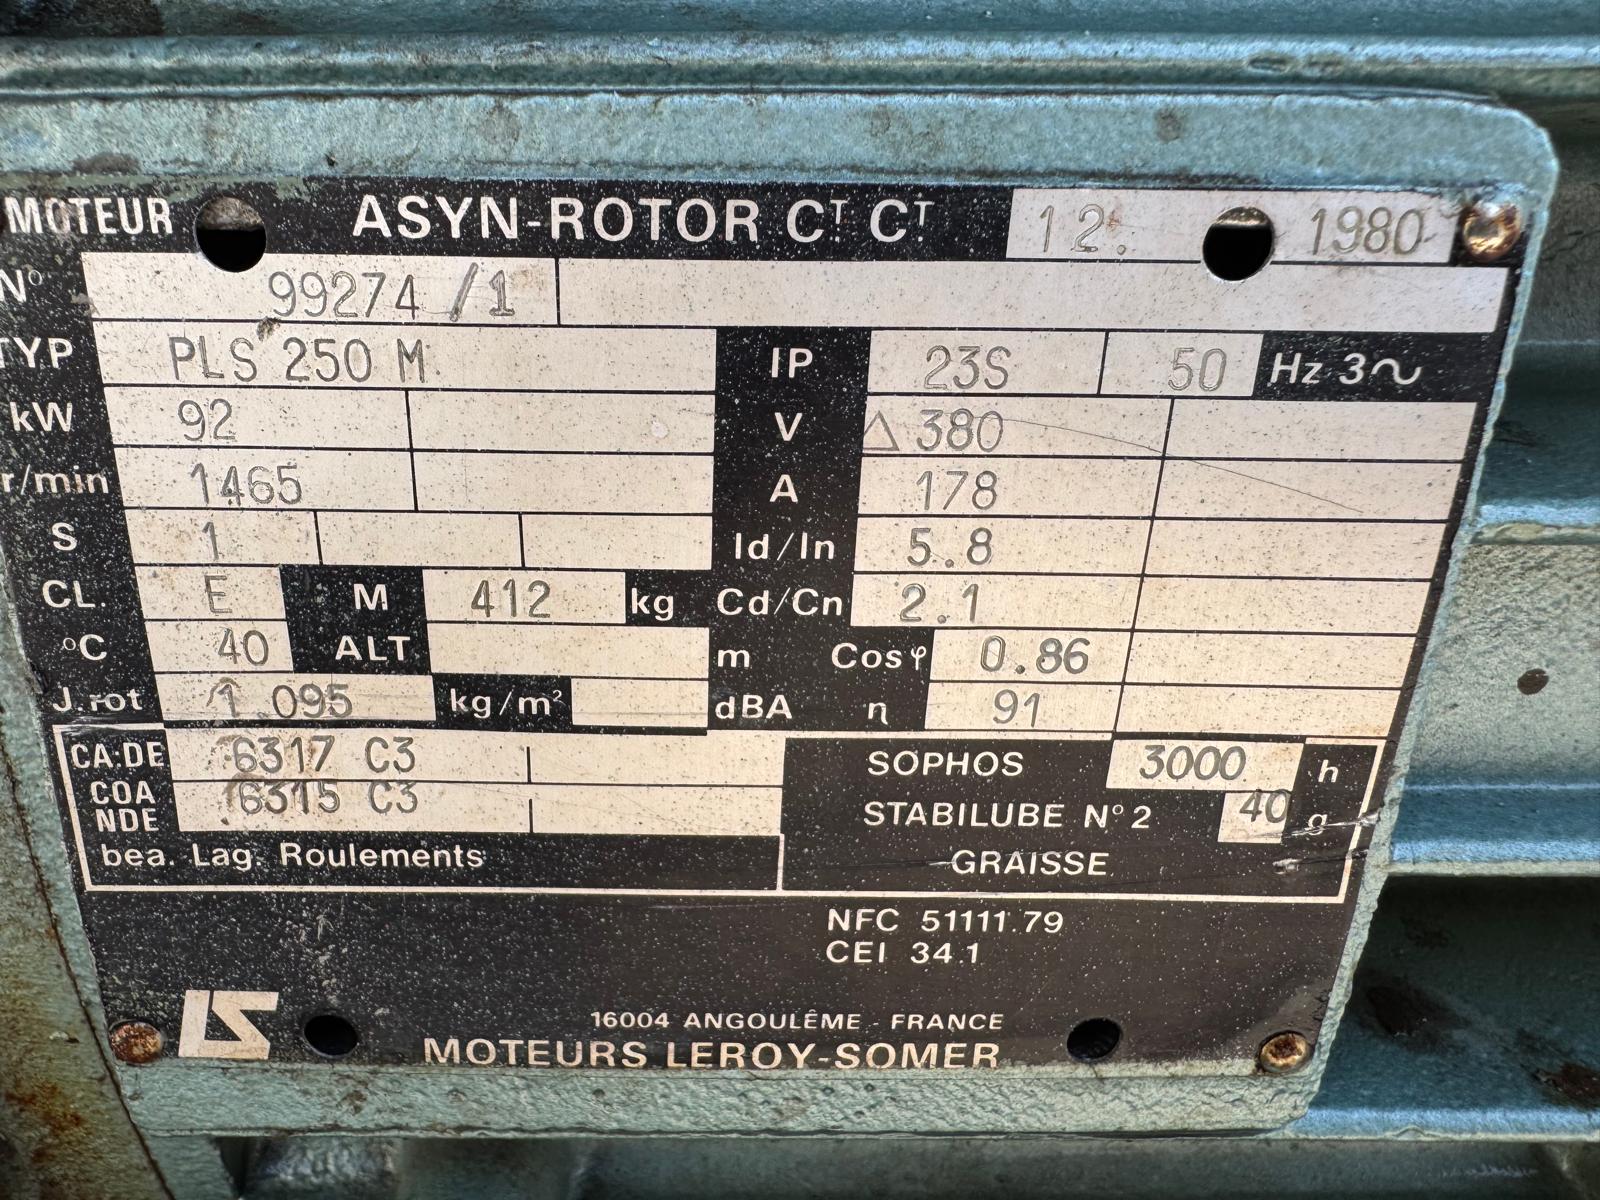 MOTEUR ASYN-ROTOR CT CT 12. 1980
N° 99274 /1
TYP PLS 250 M IP 23S 50 Hz 3∿
kW 92 V △ 380
r/min 1465 A 178
S 1 Id/In 5.8
CL. E M 412 kg Cd/Cn 2.1
°C 40 ALT m Cos φ 0.86
J.rot 1.095 kg/m² dBA η 91
CA-DE 6317 C3 SOPHOS 3000 h
COA NDE 6315 C3 STABILUBE N° 2 40 g
bea. Lag. Roulements GRAISSE
NFC 51111.79
CEI 34.1
LS
16004 ANGOULÊME - FRANCE
MOTEURS LEROY-SOMER